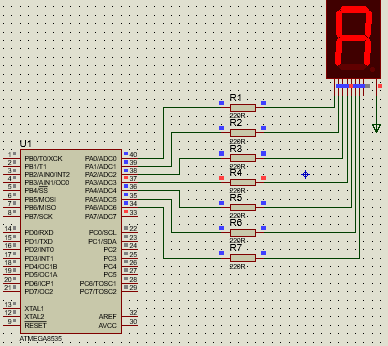 R1
220R
R2
220R
R3
220R
R4
220R
R5
220R
R6
220R
R7
220R
U1
1 PB0/T0/XCK PA0/ADC0 40
2 PB1/T1 PA1/ADC1 39
3 PB2/AIN0/INT2 PA2/ADC2 38
4 PB3/AIN1/OC0 PA3/ADC3 37
5 PB4/SS PA4/ADC4 36
6 PB5/MOSI PA5/ADC5 35
7 PB6/MISO PA6/ADC6 34
8 PB7/SCK PA7/ADC7 33
14 PD0/RXD PC0/SCL 22
15 PD1/TXD PC1/SDA 23
16 PD2/INT0 PC2 24
17 PD3/INT1 PC3 25
18 PD4/OC1B PC4 26
19 PD5/OC1A PC5 27
20 PD6/ICP1 PC6/TOSC1 28
21 PD7/OC2 PC7/TOSC2 29
13 XTAL1
12 XTAL2 AREF 32
9 RESET AVCC 30
ATMEGA8535